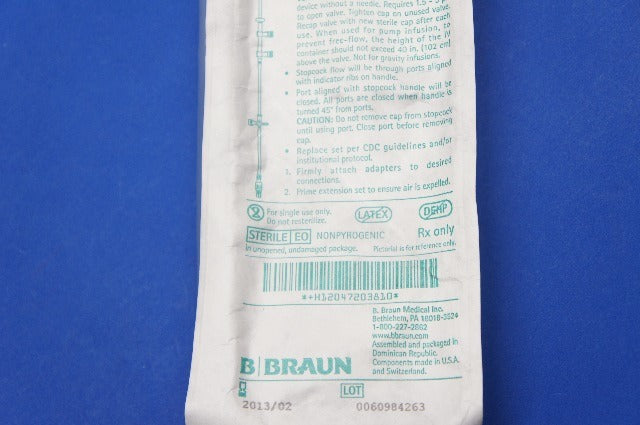 device without a needle. Requires 1.5 - 5 p
to open valve. Tighten cap on unused valve.
Recap valve with new sterile cap after each
use. When used for pump infusion, to
prevent free-flow, the height of the IV
container should not exceed 40 in. (102 cm)
above the valve. Not for gravity infusions.
• Stopcock flow will be through ports aligned
with indicator ribs on handle.
• Port aligned with stopcock handle will be
closed. All ports are closed when handle is
turned 45° from ports.
CAUTION: Do not remove cap from stopcock
until using port. Close port before removing
cap.
• Replace set per CDC guidelines and/or
institutional protocol.
1. Firmly attach adapters to desired
connections.
2. Prime extension set to ensure air is expelled.
2 For single use only.
Do not resterilize.
LATEX
DEHP
STERILE EO NONPYROGENIC Rx only
In unopened, undamaged package. Pictorial is for reference only.
*+H12047203810*
B. Braun Medical Inc.
Bethlehem, PA 18018-3524
1-800-227-2862
www.bbraun.com
Assembled and packaged in
Dominican Republic.
Components made in U.S.A.
and Switzerland.
B BRAUN
LOT
2013/02 0060984263